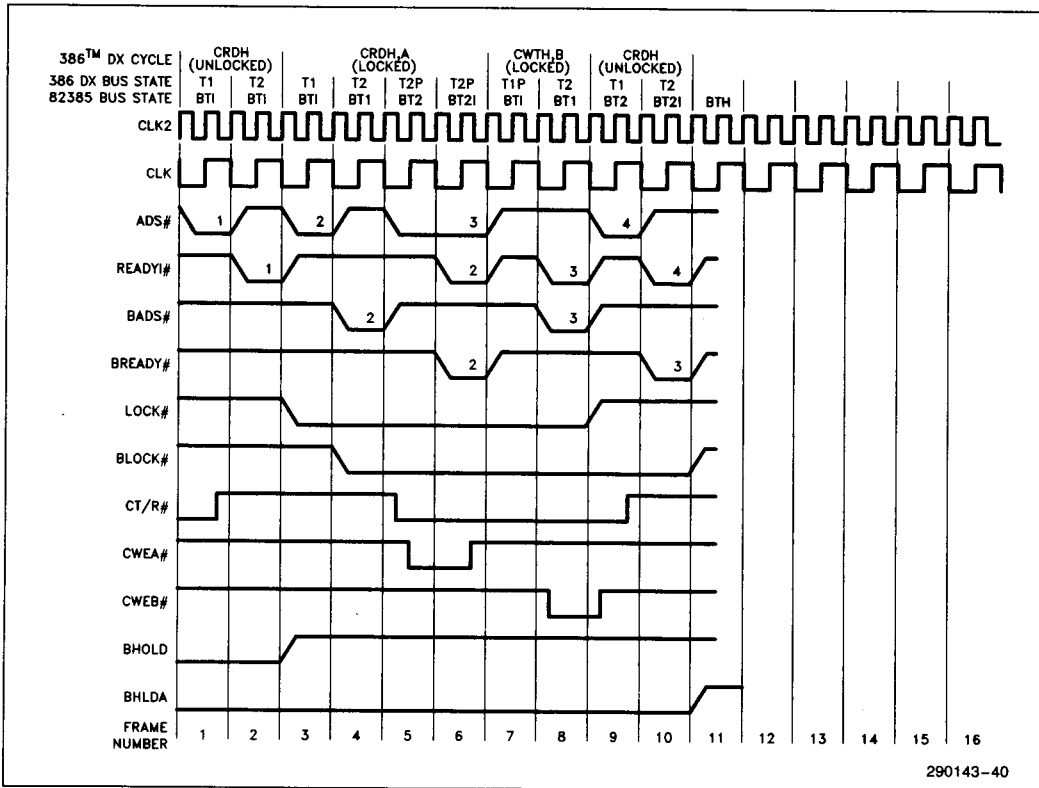 386™ DX CYCLE CRDH (UNLOCKED) CRDH,A (LOCKED) CWTH,B (LOCKED) CRDH (UNLOCKED)
386 DX BUS STATE T1 T2 T1 T2 T2P T2P T1P T2 T1 T2
82385 BUS STATE BTI BTI BTI BT1 BT2 BT2I BTI BT1 BT2 BT2I BTH
CLK2
CLK
ADS# 1 2 3 4
READYI# 1 2 3 4
BADS# 2 3
BREADY# 2 3
LOCK#
BLOCK#
CT/R#
CWEA#
CWEB#
BHOLD
BHLDA
FRAME NUMBER 1 2 3 4 5 6 7 8 9 10 11 12 13 14 15 16
290143-40